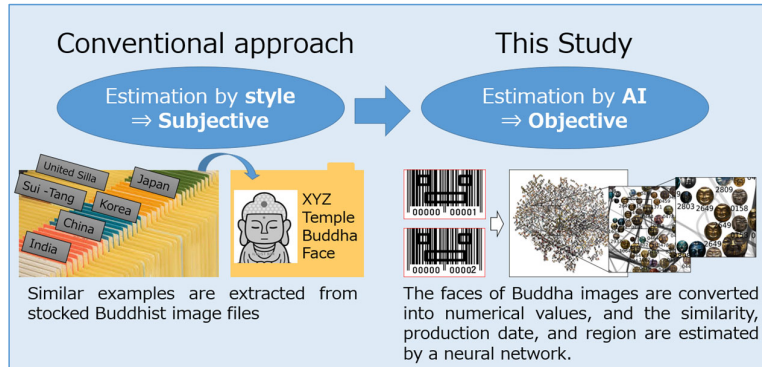 Conventional approach
This Study
Estimation by style
⇒ Subjective
Estimation by AI
⇒ Objective
United Silla
Japan
Sui -Tang
Korea
China
India
XYZ
Temple
Buddha
Face
00000 00001
00000 00002
2809
2803
2649
0158
2649
2649
Similar examples are extracted from
stocked Buddhist image files
The faces of Buddha images are converted
into numerical values, and the similarity,
production date, and region are estimated
by a neural network.